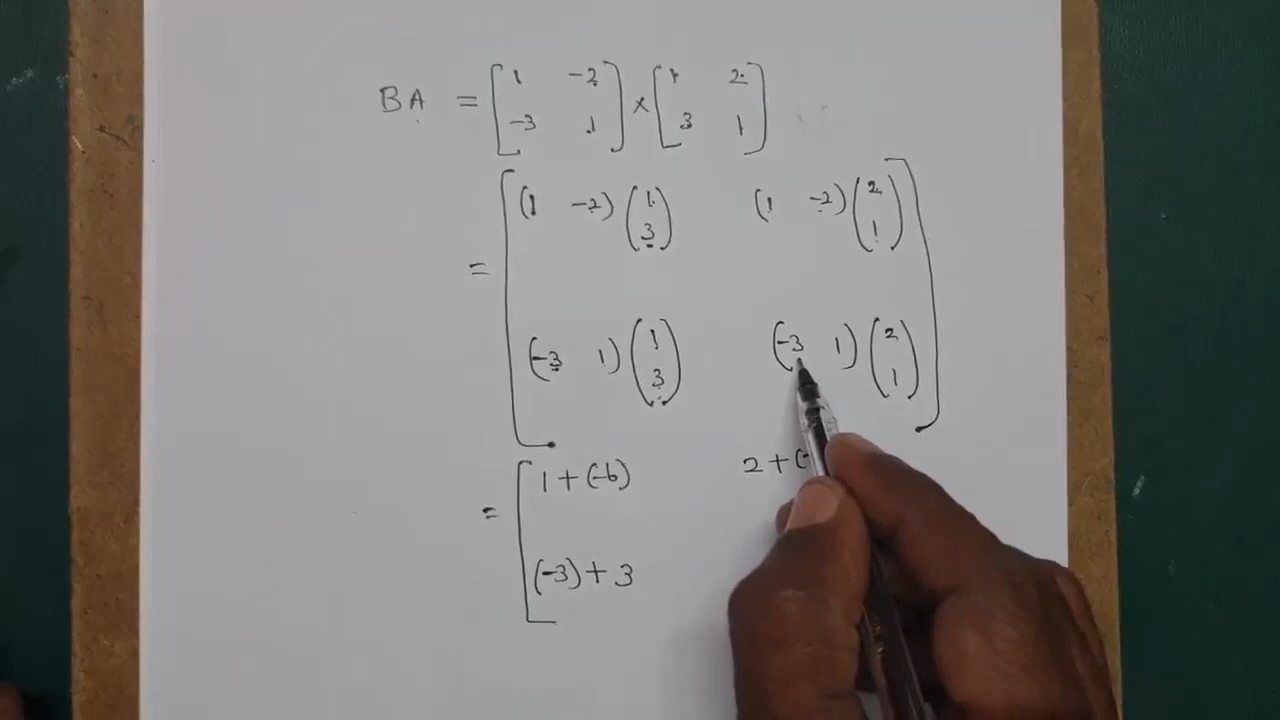 BA = [1 -2 -3 1] × [1 2 3 1]
= [(1 -2)(1 3) (1 -2)(2 1)
(-3 1)(1 3) (-3 1)(2 1)]
= [1+(-6) 2+(-
(-3)+3